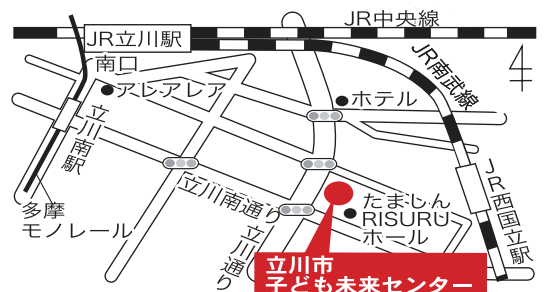 JR中央線
JR立川駅
南口
アレアレア
JR南武線
ホテル
立川南駅
多摩
モノレール
立川南通り
立川通り
たましん
RISURU
ホール
JR西国立駅
立川市
子ども未来センター